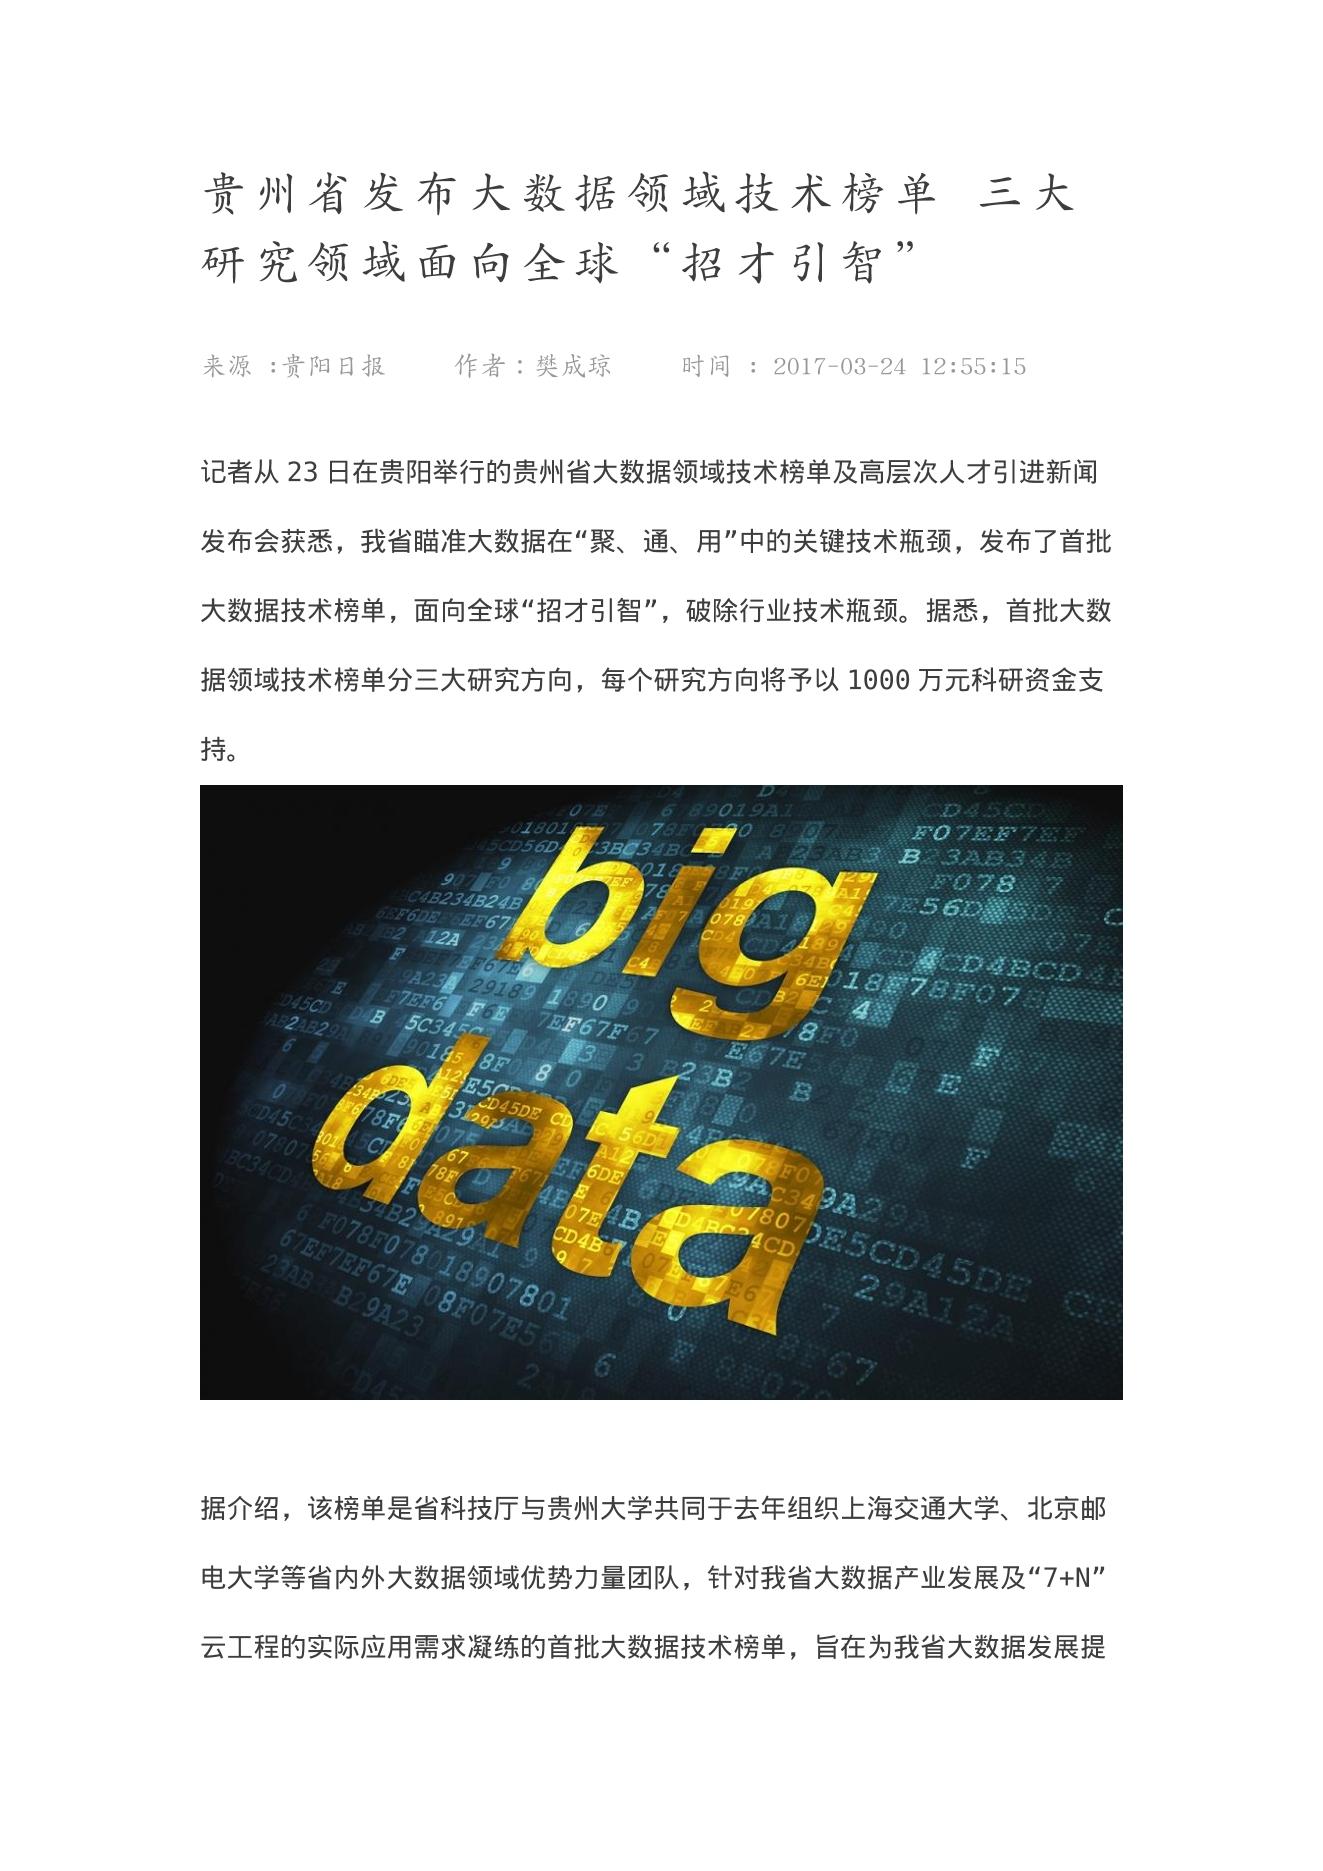 贵州省发布大数据领域技术榜单 三大
研究领域面向全球“招才引智”
来源 :贵阳日报 作者：樊成琼 时间 : 2017-03-24 12:55:15
记者从 23 日在贵阳举行的贵州省大数据领域技术榜单及高层次人才引进新闻
发布会获悉，我省瞄准大数据在“聚、通、用”中的关键技术瓶颈，发布了首批
大数据技术榜单，面向全球“招才引智”，破除行业技术瓶颈。据悉，首批大数
据领域技术榜单分三大研究方向，每个研究方向将予以 1000 万元科研资金支
持。
big
data
据介绍，该榜单是省科技厅与贵州大学共同于去年组织上海交通大学、北京邮
电大学等省内外大数据领域优势力量团队，针对我省大数据产业发展及“7+N”
云工程的实际应用需求凝练的首批大数据技术榜单，旨在为我省大数据发展提